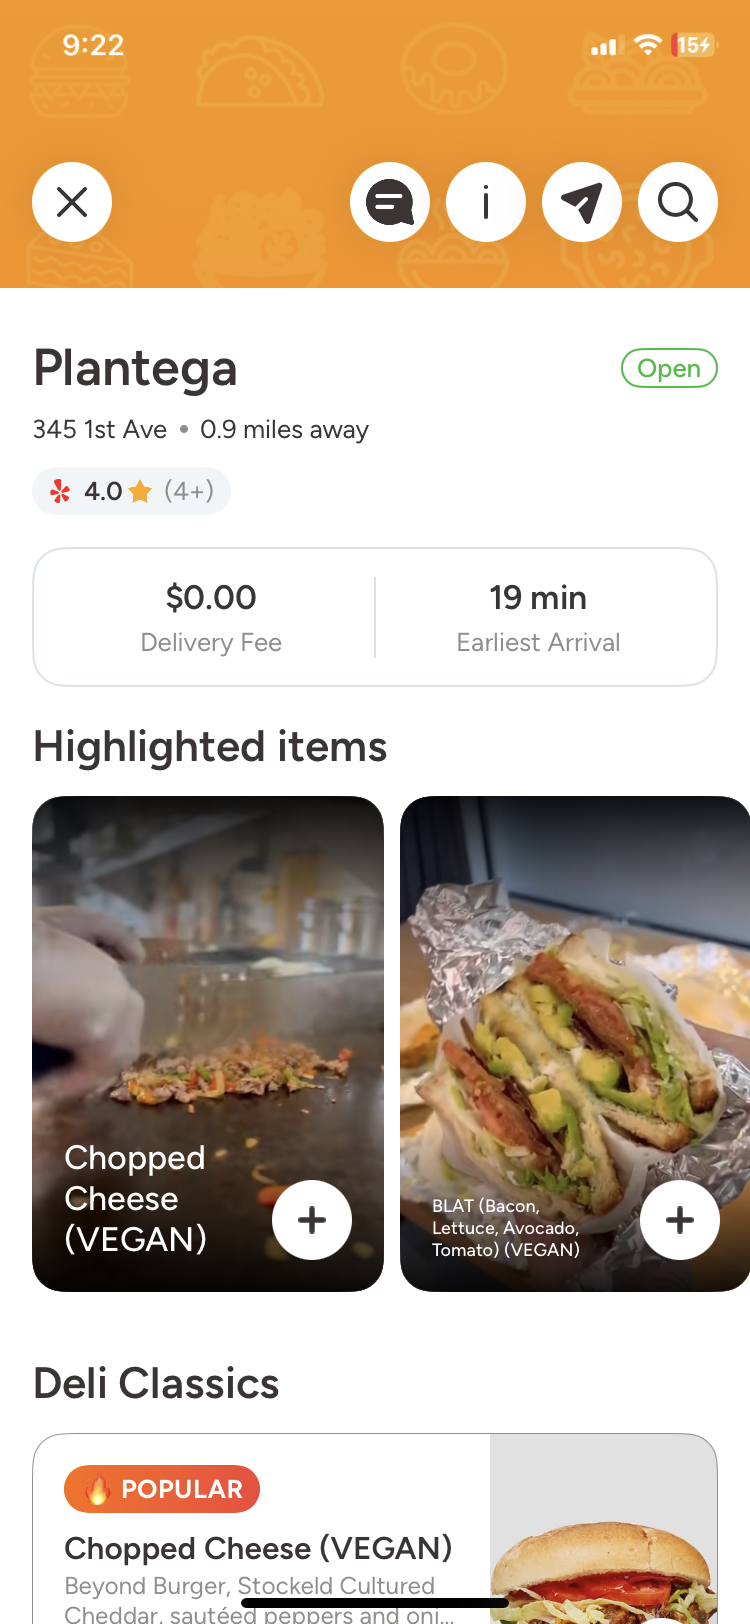 9:22
15
Plantega
Open
345 1st Ave • 0.9 miles away
4.0 (4+)
$0.00
Delivery Fee
19 min
Earliest Arrival
Highlighted items
Chopped
Cheese
(VEGAN)
BLAT (Bacon,
Lettuce, Avocado,
Tomato) (VEGAN)
Deli Classics
POPULAR
Chopped Cheese (VEGAN)
Beyond Burger, Stockeld Cultured
Cheddar, sautéed peppers and oni...